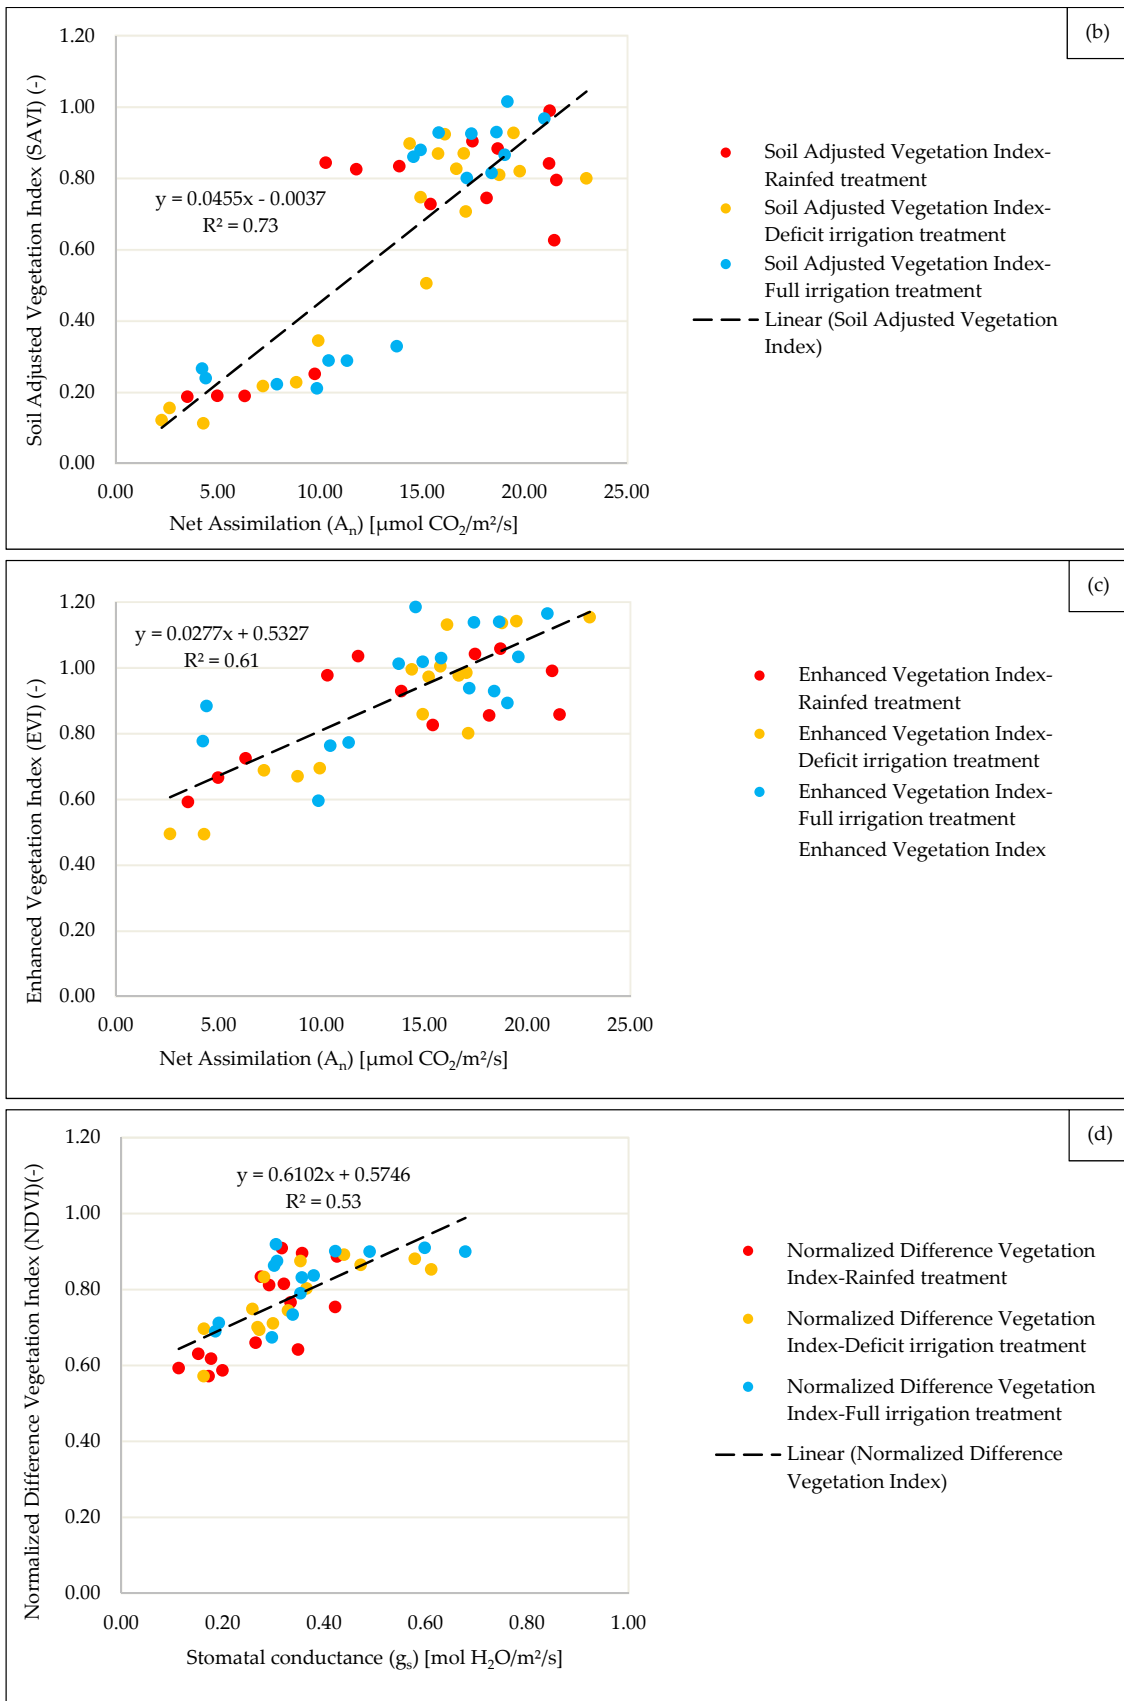 (b)
1.20
1.00
0.80
0.60
0.40
0.20
0.00
Soil Adjusted Vegetation Index (SAVI) (-)
y = 0.0455x - 0.0037
R² = 0.73
0.00 5.00 10.00 15.00 20.00 25.00
Net Assimilation (Aₙ) [µmol CO₂/m²/s]
Soil Adjusted Vegetation Index-
Rainfed treatment
Soil Adjusted Vegetation Index-
Deficit irrigation treatment
Soil Adjusted Vegetation Index-
Full irrigation treatment
Linear (Soil Adjusted Vegetation
Index)
(c)
1.20
1.00
0.80
0.60
0.40
0.20
0.00
Enhanced Vegetation Index (EVI) (-)
y = 0.0277x + 0.5327
R² = 0.61
0.00 5.00 10.00 15.00 20.00 25.00
Net Assimilation (Aₙ) [µmol CO₂/m²/s]
Enhanced Vegetation Index-
Rainfed treatment
Enhanced Vegetation Index-
Deficit irrigation treatment
Enhanced Vegetation Index-
Full irrigation treatment
Enhanced Vegetation Index
(d)
1.20
1.00
0.80
0.60
0.40
0.20
0.00
Normalized Difference Vegetation Index (NDVI)(-)
y = 0.6102x + 0.5746
R² = 0.53
0.00 0.20 0.40 0.60 0.80 1.00
Stomatal conductance (gₛ) [mol H₂O/m²/s]
Normalized Difference Vegetation
Index-Rainfed treatment
Normalized Difference Vegetation
Index-Deficit irrigation treatment
Normalized Difference Vegetation
Index-Full irrigation treatment
Linear (Normalized Difference
Vegetation Index)